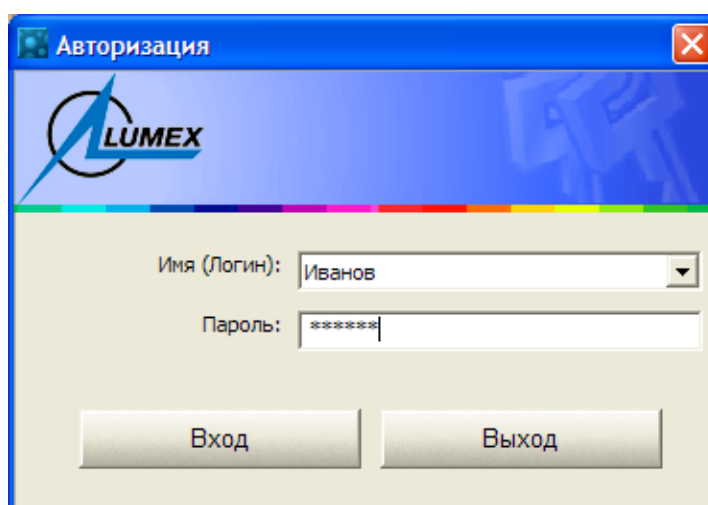 Авторизация
LUMEX
Имя (Логин): Иванов
Пароль: ******
Вход Выход